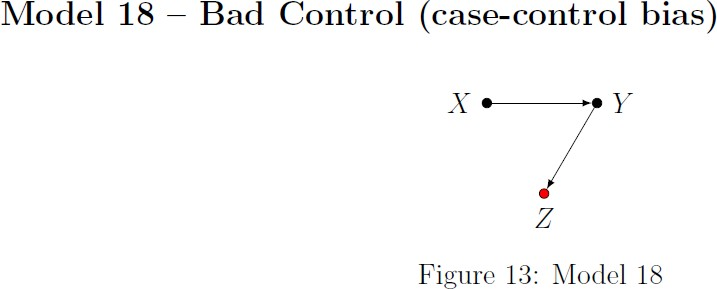 Model 18 – Bad Control (case-control bias)
X
Y
Z
Figure 13: Model 18